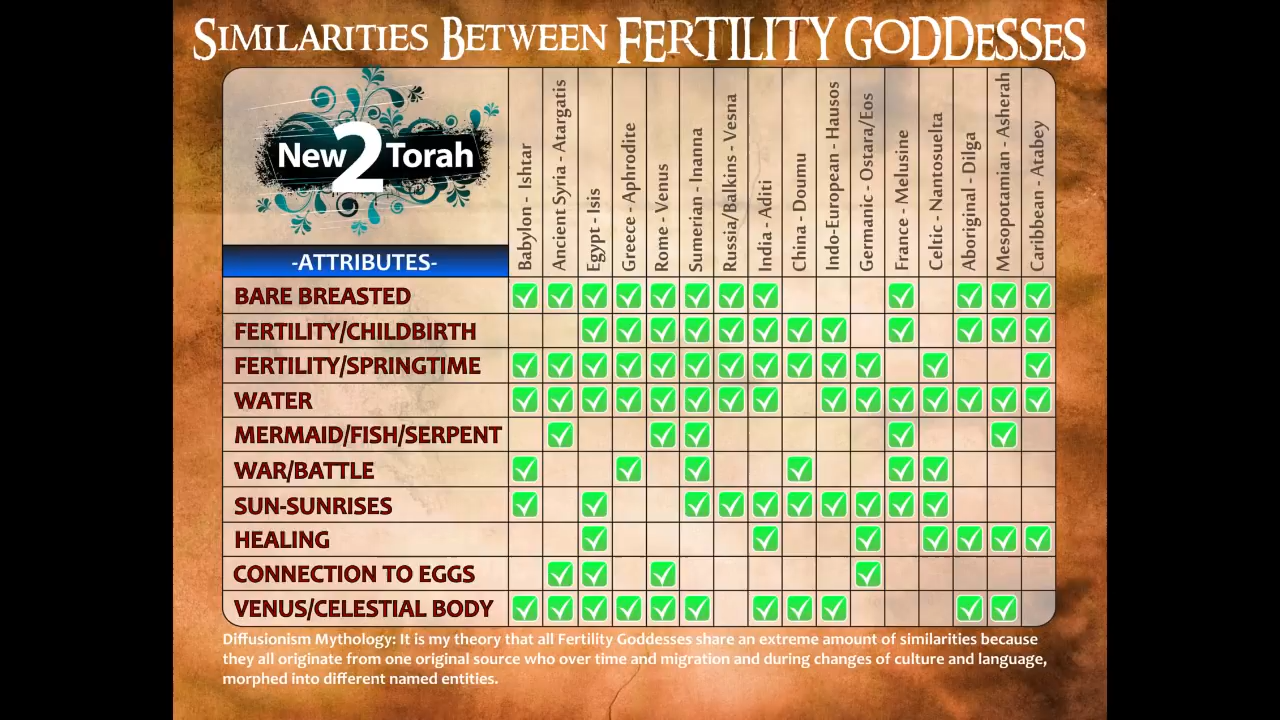 SIMILARITIES BETWEEN FERTILITY GODDESSES
New 2 Torah
Babylon - Ishtar
Ancient Syria - Atargatis
Egypt - Isis
Greece - Aphrodite
Rome - Venus
Sumerian - Inanna
Russia/Balkins - Vesna
India - Aditi
China - Doumu
Indo-European - Hausos
Germanic - Ostara/Eos
France - Melusine
Celtic - Nantosuelta
Aboriginal - Dilga
Mesopotamian - Asherah
Caribbean - Atabey
-ATTRIBUTES-
BARE BREASTED
FERTILITY/CHILDBIRTH
FERTILITY/SPRINGTIME
WATER
MERMAID/FISH/SERPENT
WAR/BATTLE
SUN-SUNRISES
HEALING
CONNECTION TO EGGS
VENUS/CELESTIAL BODY
Diffusionism Mythology: It is my theory that all Fertility Goddesses share an extreme amount of similarities because
they all originate from one original source who over time and migration and during changes of culture and language,
morphed into different named entities.